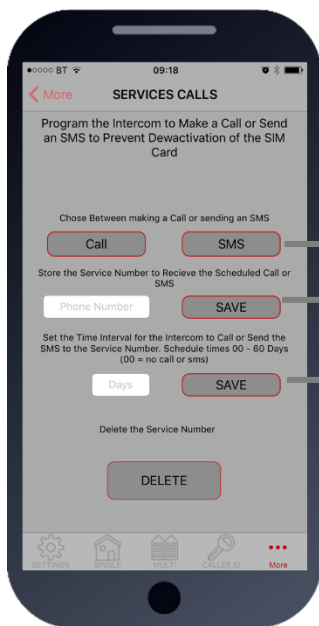 BT 09:18
More SERVICES CALLS
Program the Intercom to Make a Call or Send
an SMS to Prevent Dewactivation of the SIM
Card
Chose Between making a Call or sending an SMS
Call SMS
Store the Service Number to Recieve the Scheduled Call or
SMS
Phone Number SAVE
Set the Time Interval for the Intercom to Call or Send the
SMS to the Service Number. Schedule times 00 - 60 Days
(00 = no call or sms)
Days SAVE
Delete the Service Number
DELETE
SETTINGS SINGLE MULTI CALLER ID More